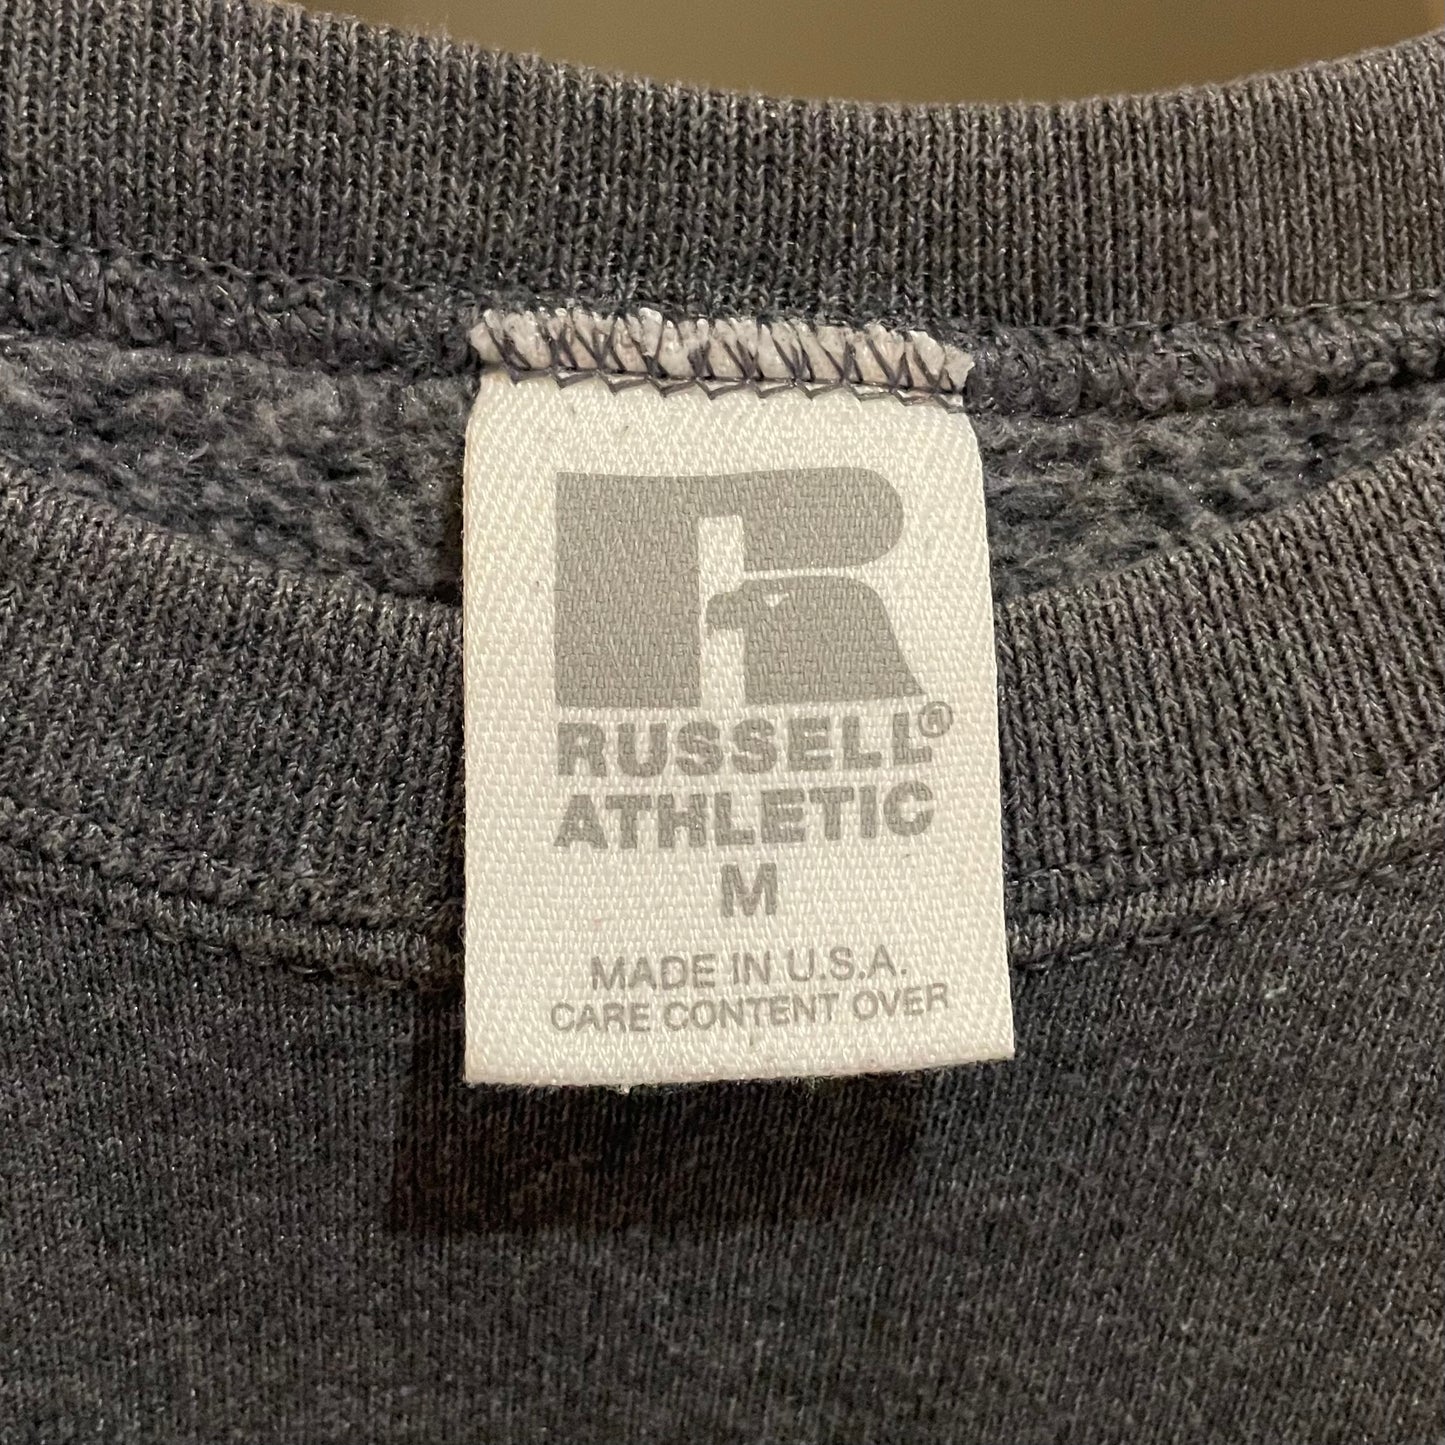 R
RUSSELL®
ATHLETIC
M
MADE IN U.S.A.
CARE CONTENT OVER